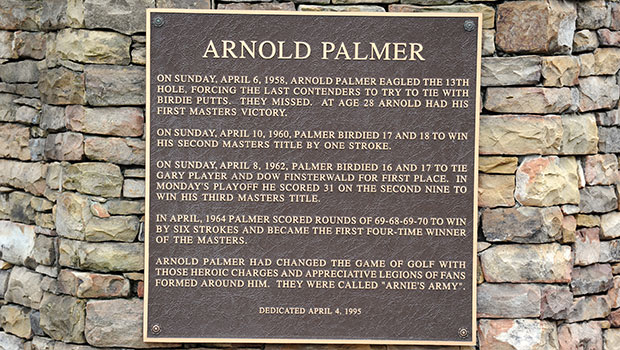 ARNOLD PALMER
ON SUNDAY, APRIL 6, 1958, ARNOLD PALMER EAGLED THE 13TH
HOLE, FORCING THE LAST CONTENDERS TO TRY TO TIE WITH
BIRDIE PUTTS. THEY MISSED. AT AGE 28 ARNOLD HAD HIS
FIRST MASTERS VICTORY.
ON SUNDAY, APRIL 10, 1960, PALMER BIRDIED 17 AND 18 TO WIN
HIS SECOND MASTERS TITLE BY ONE STROKE.
ON SUNDAY, APRIL 8, 1962, PALMER BIRDIED 16 AND 17 TO TIE
GARY PLAYER AND DOW FINSTERWALD FOR FIRST PLACE. IN
MONDAY'S PLAYOFF HE SCORED 31 ON THE SECOND NINE TO
WIN HIS THIRD MASTERS TITLE.
IN APRIL, 1964 PALMER SCORED ROUNDS OF 69-68-69-70 TO WIN
BY SIX STROKES AND BECAME THE FIRST FOUR-TIME WINNER
OF THE MASTERS.
ARNOLD PALMER HAD CHANGED THE GAME OF GOLF WITH
THOSE HEROIC CHARGES AND APPRECIATIVE LEGIONS OF FANS
FORMED AROUND HIM. THEY WERE CALLED "ARNIE'S ARMY".
DEDICATED APRIL 4, 1995